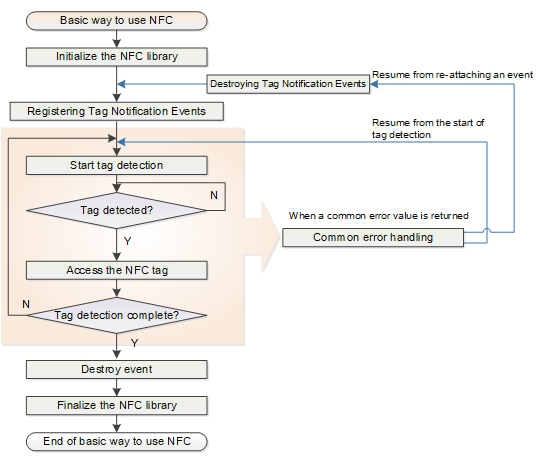 Basic way to use NFC
Initialize the NFC library
Resume from re-attaching an event
Destroying Tag Notification Events
Registering Tag Notification Events
Resume from the start of
tag detection
Start tag detection
N
Tag detected?
When a common error value is returned
Y
Common error handling
Access the NFC tag
N
Tag detection complete?
Y
Destroy event
Finalize the NFC library
End of basic way to use NFC